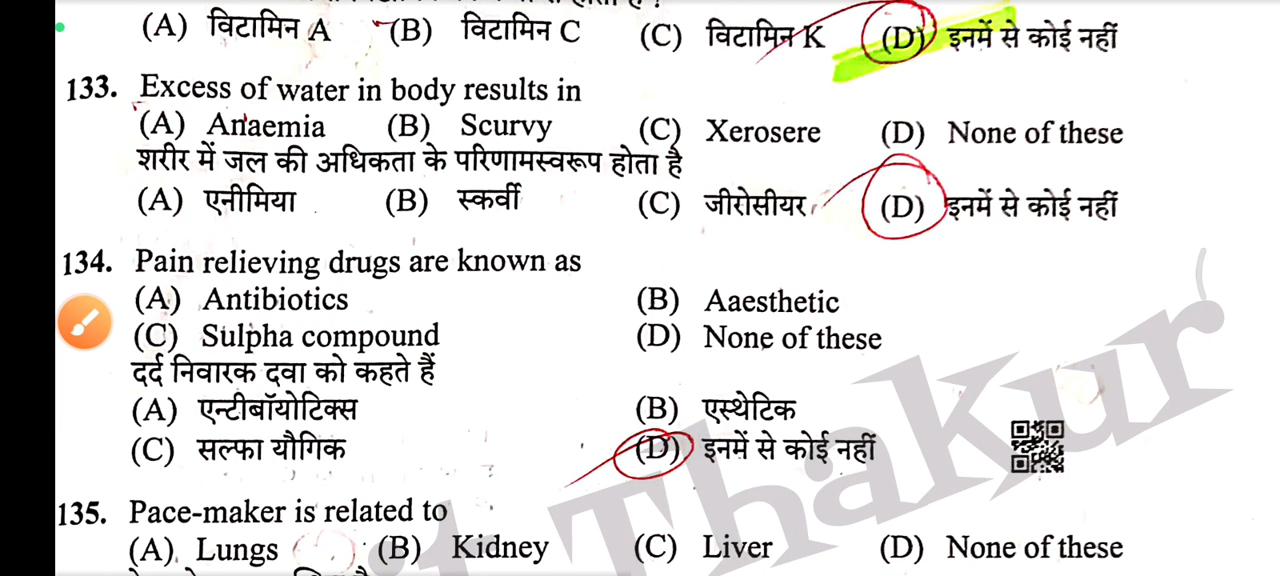 (A) विटामिन A (B) विटामिन C (C) विटामिन K (D) इनमें से कोई नहीं
133. Excess of water in body results in
(A) Anaemia (B) Scurvy (C) Xerosere (D) None of these
शरीर में जल की अधिकता के परिणामस्वरूप होता है
(A) एनीमिया (B) स्कर्वी (C) जीरोसीयर (D) इनमें से कोई नहीं
134. Pain relieving drugs are known as
(A) Antibiotics (B) Aaesthetic
(C) Sulpha compound (D) None of these
दर्द निवारक दवा को कहते हैं
(A) एन्टीबॉयोटिक्स (B) एस्थेटिक
(C) सल्फा यौगिक (D) इनमें से कोई नहीं
135. Pace-maker is related to
(A) Lungs (B) Kidney (C) Liver (D) None of these
Thakur